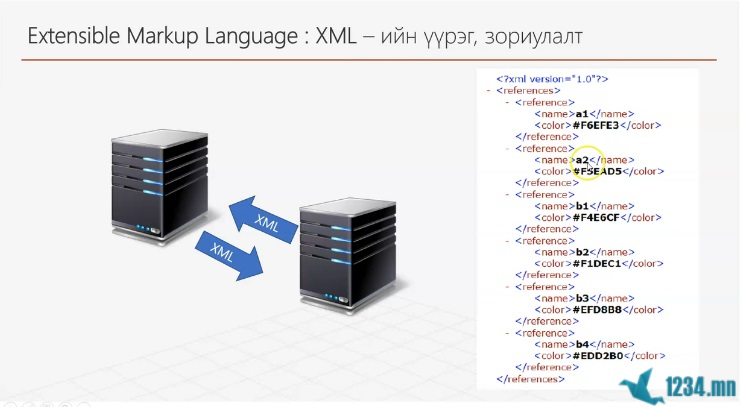 Extensible Markup Language : XML – ийн үүрэг, зориулалт
XML
XML
<?xml version="1.0"?>
- <references>
- <reference>
<name>a1</name>
<color>#F6EFE3</color>
</reference>
- <reference>
<name>a2</name>
<color>#F5EAD5</color>
</reference>
- <reference>
<name>b1</name>
<color>#F4E6CF</color>
</reference>
- <reference>
<name>b2</name>
<color>#F1DEC1</color>
</reference>
- <reference>
<name>b3</name>
<color>#EFD8B8</color>
</reference>
- <reference>
<name>b4</name>
<color>#EDD2B0</color>
</reference>
</references>
1234.mn